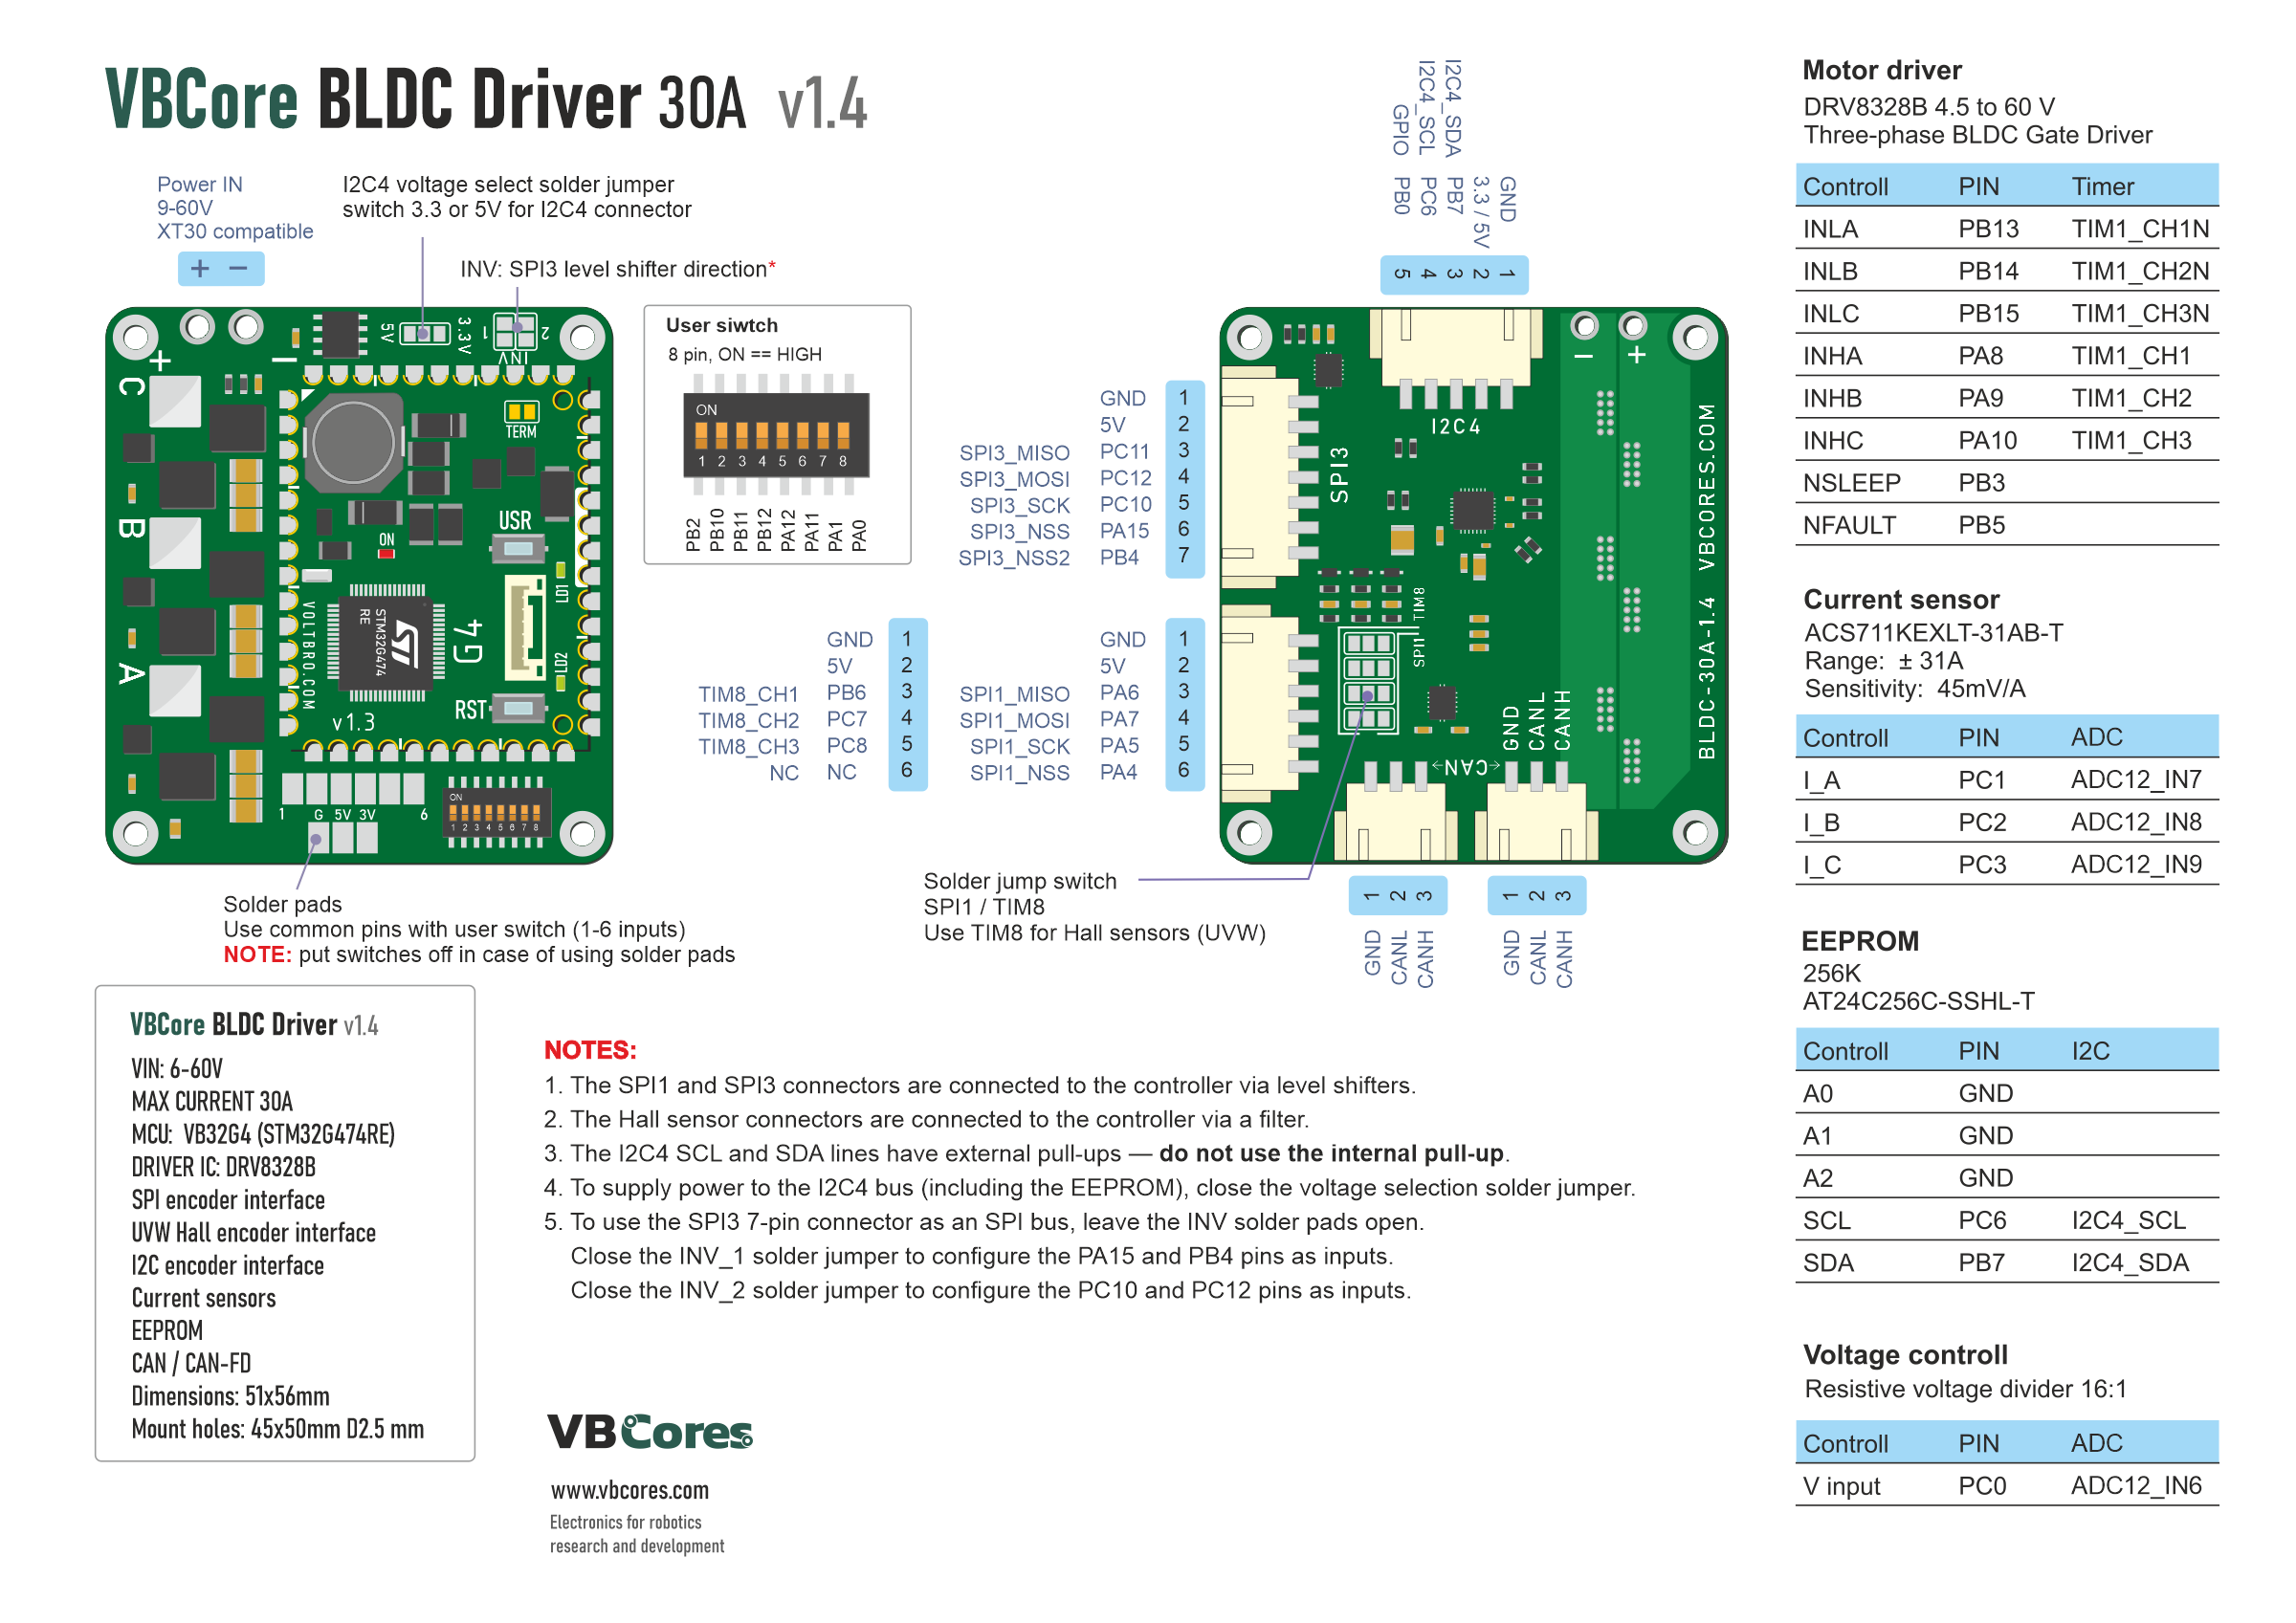 VBCore BLDC Driver 30A v1.4
Power IN
9-60V
XT30 compatible
+ −
I2C4 voltage select solder jumper
switch 3.3 or 5V for I2C4 connector
INV: SPI3 level shifter direction*
User siwtch
8 pin, ON == HIGH
ON
1 2 3 4 5 6 7 8
PB2 PB10 PB11 PB12 PA12 PA11 PA1 PA0
+ −
C
B
A
5V 3.3V
1 2
INV
TERM
USR
ON
LD1
LD2
STM32G474
RE
G4
VOLTBRO.COM
RST
v1.3
1 G 5V 3V 6
ON
1 2 3 4 5 6 7 8
Solder pads
Use common pins with user switch (1-6 inputs)
NOTE: put switches off in case of using solder pads
GPIO PB0 5
I2C4_SCL PC6 4
I2C4_SDA PB7 3
3.3 / 5V 2
GND 1
GND 1
5V 2
SPI3_MISO PC11 3
SPI3_MOSI PC12 4
SPI3_SCK PC10 5
SPI3_NSS PA15 6
SPI3_NSS2 PB4 7
GND 1
5V 2
TIM8_CH1 PB6 3
TIM8_CH2 PC7 4
TIM8_CH3 PC8 5
NC NC 6
GND 1
5V 2
SPI1_MISO PA6 3
SPI1_MOSI PA7 4
SPI1_SCK PA5 5
SPI1_NSS PA4 6
I2C4
SPI3
− +
TIM8
SPI1
GND
CANL
CANH
←CAN→
BLDC-30A-1.4 VBCORES.COM
1 2 3
GND CANL CANH
1 2 3
GND CANL CANH
Solder jump switch
SPI1 / TIM8
Use TIM8 for Hall sensors (UVW)
VBCore BLDC Driver v1.4
VIN: 6-60V
MAX CURRENT 30A
MCU: VB32G4 (STM32G474RE)
DRIVER IC: DRV8328B
SPI encoder interface
UVW Hall encoder interface
I2C encoder interface
Current sensors
EEPROM
CAN / CAN-FD
Dimensions: 51x56mm
Mount holes: 45x50mm D2.5 mm
NOTES:
1. The SPI1 and SPI3 connectors are connected to the controller via level shifters.
2. The Hall sensor connectors are connected to the controller via a filter.
3. The I2C4 SCL and SDA lines have external pull-ups — do not use the internal pull-up.
4. To supply power to the I2C4 bus (including the EEPROM), close the voltage selection solder jumper.
5. To use the SPI3 7-pin connector as an SPI bus, leave the INV solder pads open.
Close the INV_1 solder jumper to configure the PA15 and PB4 pins as inputs.
Close the INV_2 solder jumper to configure the PC10 and PC12 pins as inputs.
VBCores
www.vbcores.com
Electronics for robotics
research and development
Motor driver
DRV8328B 4.5 to 60 V
Three-phase BLDC Gate Driver
Controll PIN Timer
INLA PB13 TIM1_CH1N
INLB PB14 TIM1_CH2N
INLC PB15 TIM1_CH3N
INHA PA8 TIM1_CH1
INHB PA9 TIM1_CH2
INHC PA10 TIM1_CH3
NSLEEP PB3
NFAULT PB5
Current sensor
ACS711KEXLT-31AB-T
Range: ± 31A
Sensitivity: 45mV/A
Controll PIN ADC
I_A PC1 ADC12_IN7
I_B PC2 ADC12_IN8
I_C PC3 ADC12_IN9
EEPROM
256K
AT24C256C-SSHL-T
Controll PIN I2C
A0 GND
A1 GND
A2 GND
SCL PC6 I2C4_SCL
SDA PB7 I2C4_SDA
Voltage controll
Resistive voltage divider 16:1
Controll PIN ADC
V input PC0 ADC12_IN6